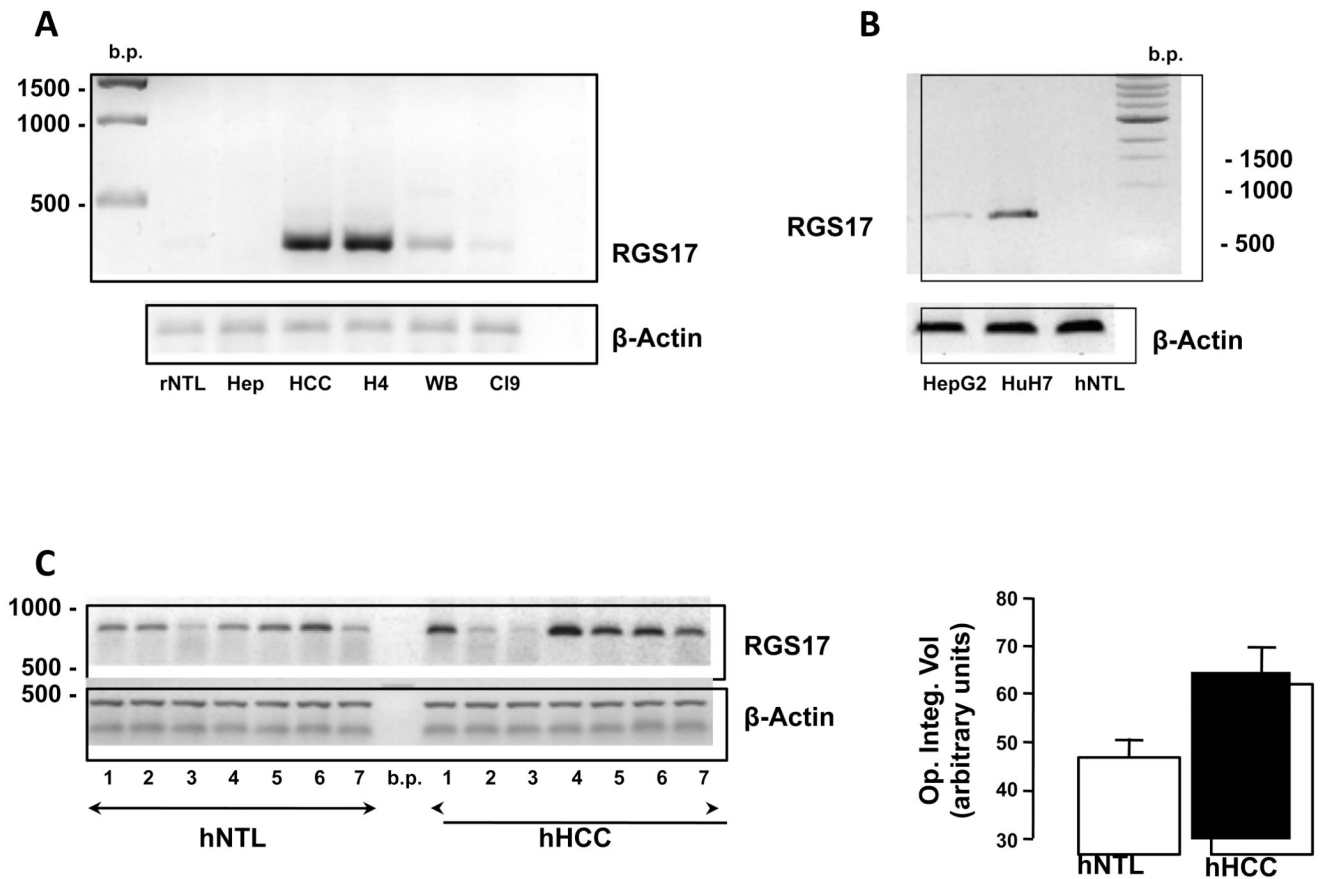 A
b.p.
1500 -
1000 -
500 -
RGS17
β-Actin
rNTL Hep HCC H4 WB Cl9
B
b.p.
- 1500
- 1000
RGS17
- 500
β-Actin
HepG2 HuH7 hNTL
C
1000 -
RGS17
500 -
500 -
β-Actin
1 2 3 4 5 6 7 b.p. 1 2 3 4 5 6 7
hNTL hHCC
Op. Integ. Vol
(arbitrary units)
80
70
60
50
40
30
hNTL hHCC